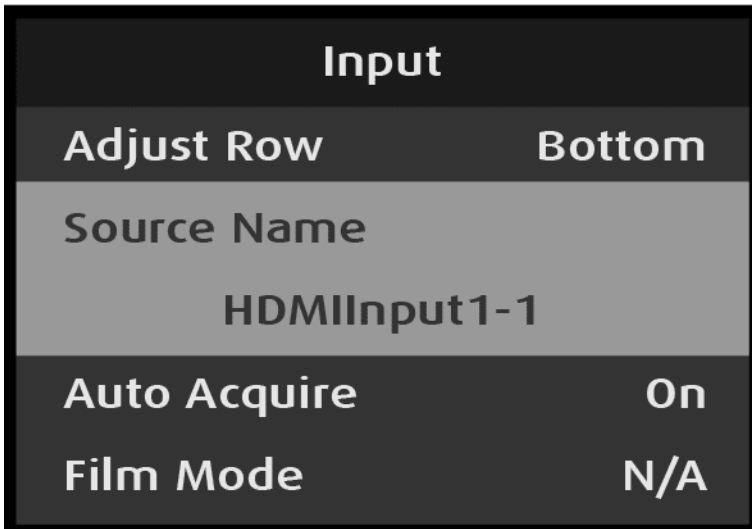 Input
Adjust Row Bottom
Source Name
HDMIInput1-1
Auto Acquire On
Film Mode N/A